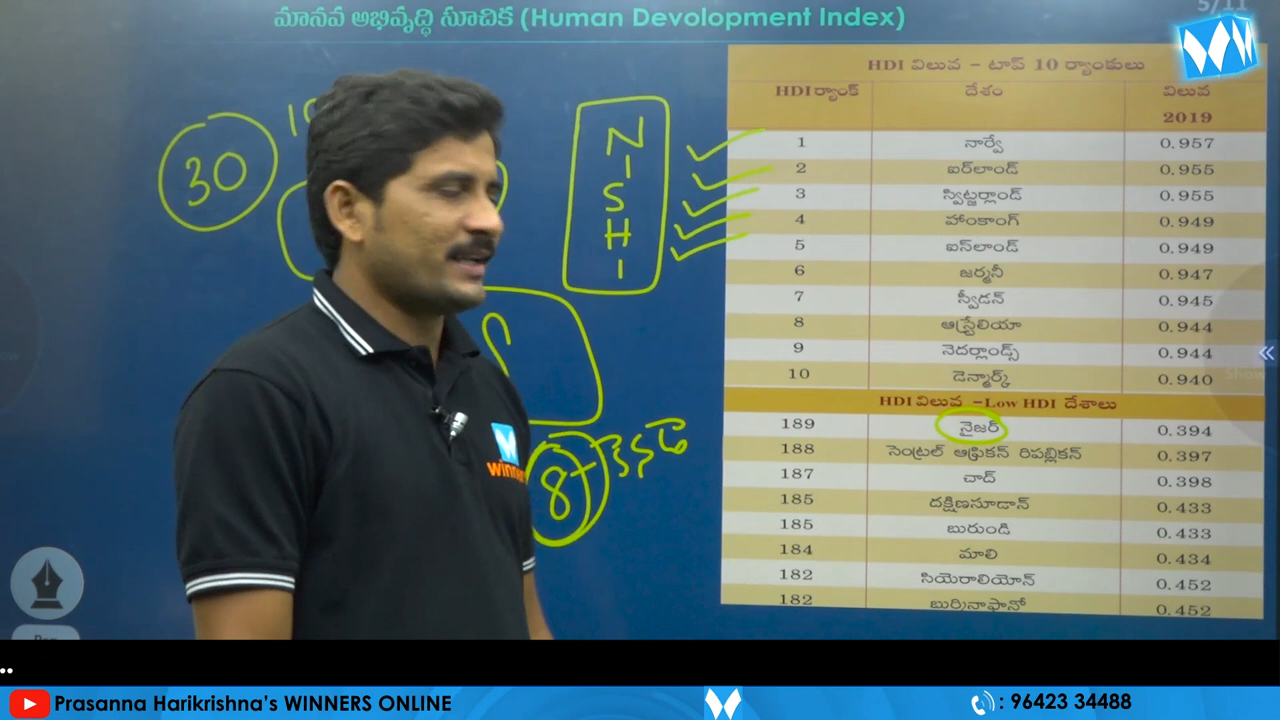 మానవ అభివృద్ధి సూచిక (Human Devolopment Index)
5/11
HDI విలువ - టాప్ 10 ర్యాంకులు
HDIర్యాంక్ దేశం విలువ 2019
1 నార్వే 0.957
2 ఐర్‌లాండ్ 0.955
3 స్విట్జర్లాండ్ 0.955
4 హాంకాంగ్ 0.949
5 ఐస్‌లాండ్ 0.949
6 జర్మనీ 0.947
7 స్వీడన్ 0.945
8 ఆస్ట్రేలియా 0.944
9 నెదర్లాండ్స్ 0.944
10 డెన్మార్క్ 0.940
HDI విలువ -Low HDI దేశాలు
189 నైజర్ 0.394
188 సెంట్రల్ ఆఫ్రికన్ రిపబ్లికన్ 0.397
187 చాద్ 0.398
185 దక్షిణసూడాన్ 0.433
185 బురుండి 0.433
184 మాలి 0.434
182 సియెరాలియోన్ 0.452
182 బుర్కినాఫాసో 0.452
30
N
I
S
H
I
8
winners
Prasanna Harikrishna's WINNERS ONLINE
: 96423 34488